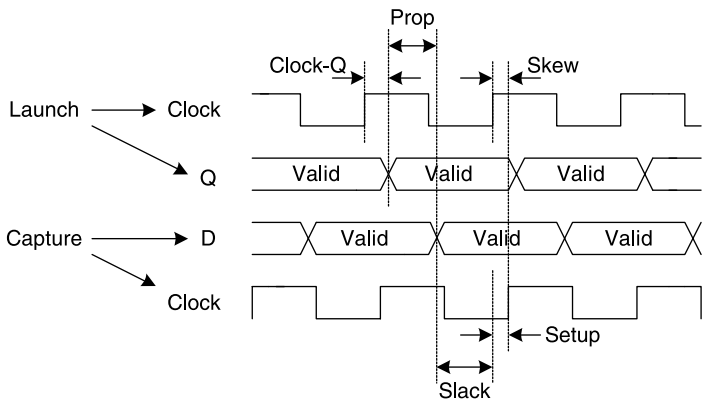 Prop
Clock-Q
Skew
Launch
Clock
Q
Valid Valid Valid
Capture
D
Valid Valid Valid
Clock
Setup
Slack